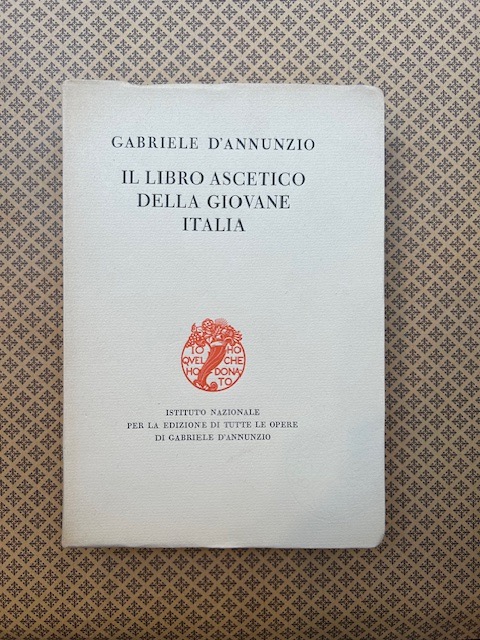 GABRIELE D'ANNUNZIO
IL LIBRO ASCETICO
DELLA GIOVANE
ITALIA
IO HO
QVEL CHE
HO DONA
TO
ISTITUTO NAZIONALE
PER LA EDIZIONE DI TUTTE LE OPERE
DI GABRIELE D'ANNUNZIO